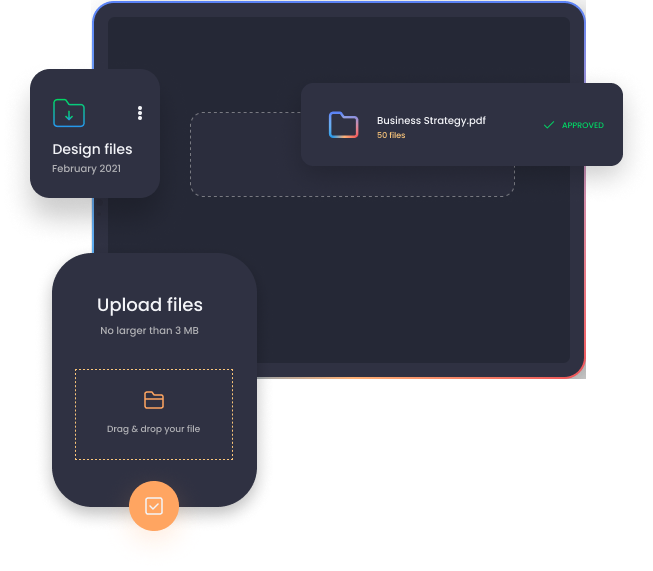 Design files
February 2021
Business Strategy.pdf
50 files
APPROVED
Upload files
No larger than 3 MB
Drag & drop your file